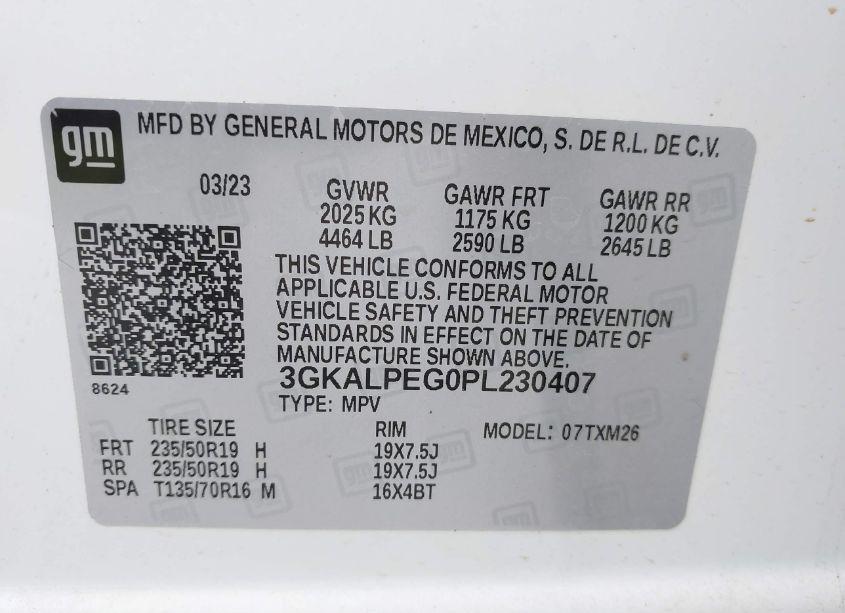 gm
MFD BY GENERAL MOTORS DE MEXICO, S. DE R.L. DE C.V.
03/23 GVWR GAWR FRT GAWR RR
2025 KG 1175 KG 1200 KG
4464 LB 2590 LB 2645 LB
THIS VEHICLE CONFORMS TO ALL
APPLICABLE U.S. FEDERAL MOTOR
VEHICLE SAFETY AND THEFT PREVENTION
STANDARDS IN EFFECT ON THE DATE OF
MANUFACTURE SHOWN ABOVE.
8624 3GKALPEG0PL230407
TYPE: MPV
TIRE SIZE RIM MODEL: 07TXM26
FRT 235/50R19 H 19X7.5J
RR 235/50R19 H 19X7.5J
SPA T135/70R16 M 16X4BT